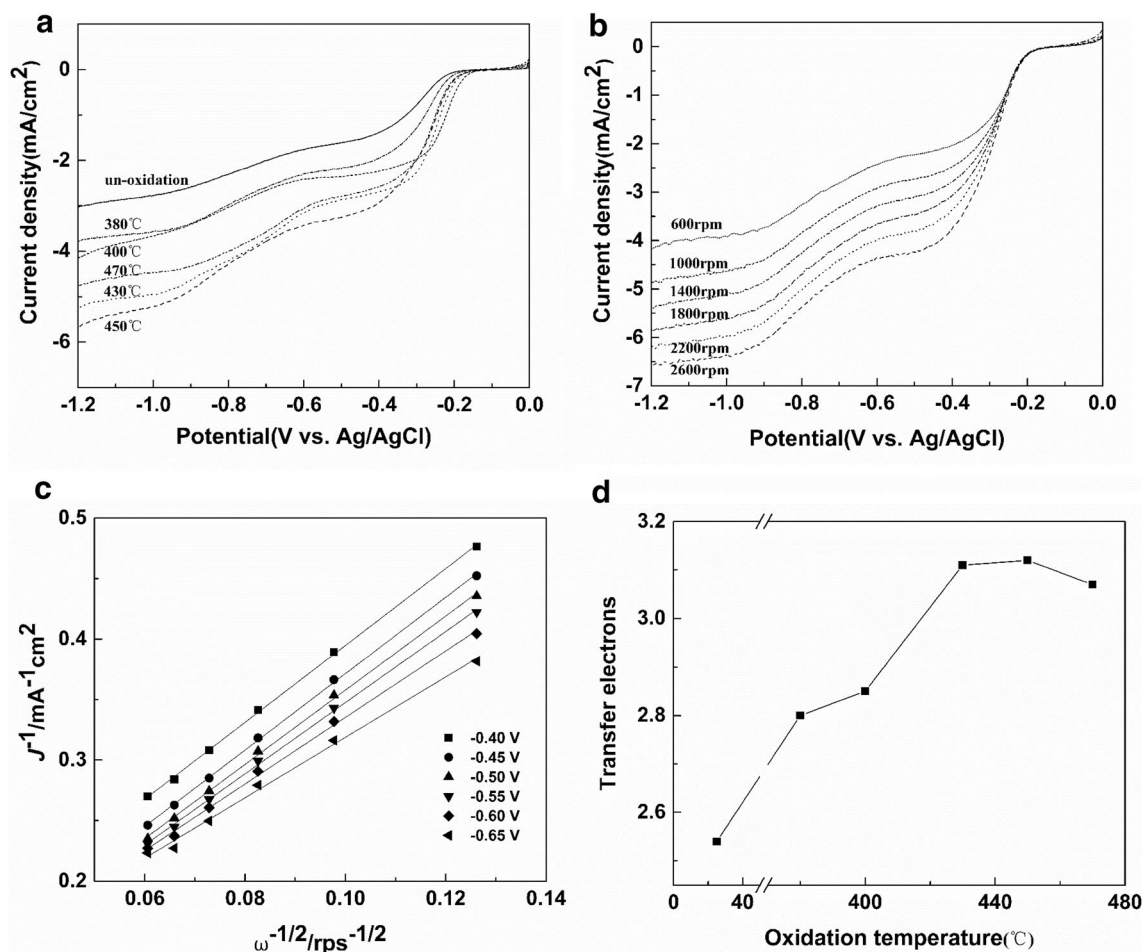 a
Current density(mA/cm2)
0
-2
-4
-6
un-oxidation
380℃
400℃
470℃
430℃
450℃
-1.2 -1.0 -0.8 -0.6 -0.4 -0.2 0.0
Potential(V vs. Ag/AgCl)
b
Current density(mA/cm2)
0
-1
-2
-3
-4
-5
-6
-7
600rpm
1000rpm
1400rpm
1800rpm
2200rpm
2600rpm
-1.2 -1.0 -0.8 -0.6 -0.4 -0.2 0.0
Potential(V vs. Ag/AgCl)
c
J-1/mA-1cm2
0.5
0.4
0.3
0.2
-0.40 V
-0.45 V
-0.50 V
-0.55 V
-0.60 V
-0.65 V
0.06 0.08 0.10 0.12 0.14
ω-1/2/rps-1/2
d
Transfer electrons
3.2
3.0
2.8
2.6
0 40 400 440 480
Oxidation temperature(℃)